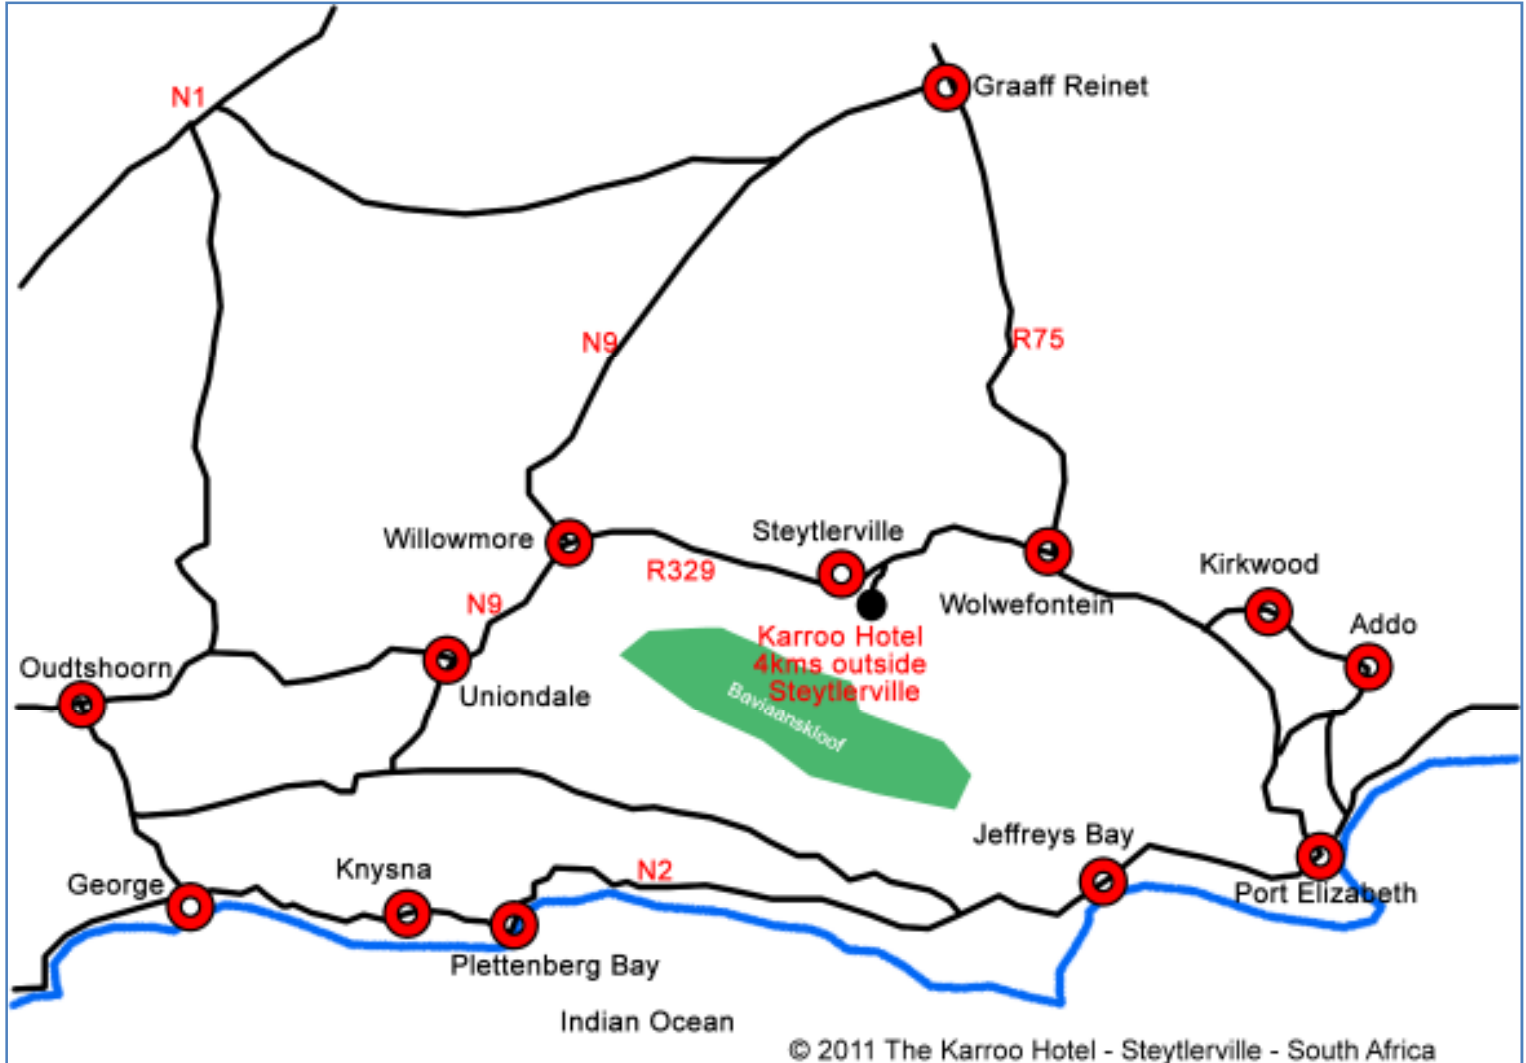 Graaff Reinet
N1
N9
R75
Steytlerville
Willowmore
R329
Kirkwood
N9
Wolwefontein
Addo
Karroo Hotel
4kms outside
Steytlerville
Oudtshoorn
Uniondale
Baviaanskloof
Jeffreys Bay
Knysna
N2
George
Port Elizabeth
Plettenberg Bay
Indian Ocean
© 2011 The Karroo Hotel - Steytlerville - South Africa